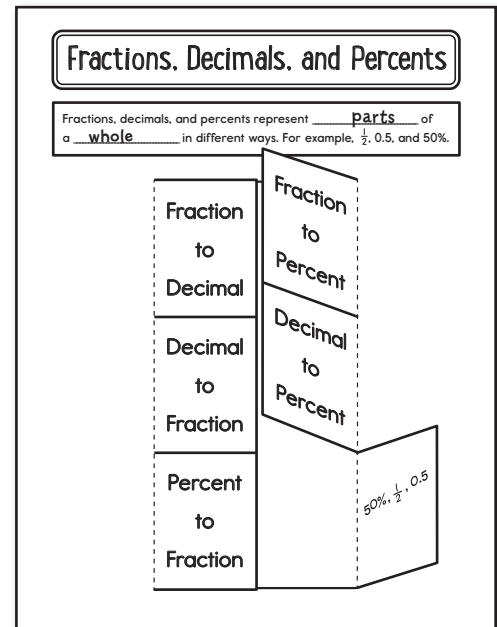 Fractions, Decimals, and Percents
Fractions, decimals, and percents represent parts of
a whole in different ways. For example, 1/2, 0.5, and 50%.
Fraction
to
Decimal
Fraction
to
Percent
Decimal
to
Fraction
Decimal
to
Percent
Percent
to
Fraction
50%, 1/2, 0.5